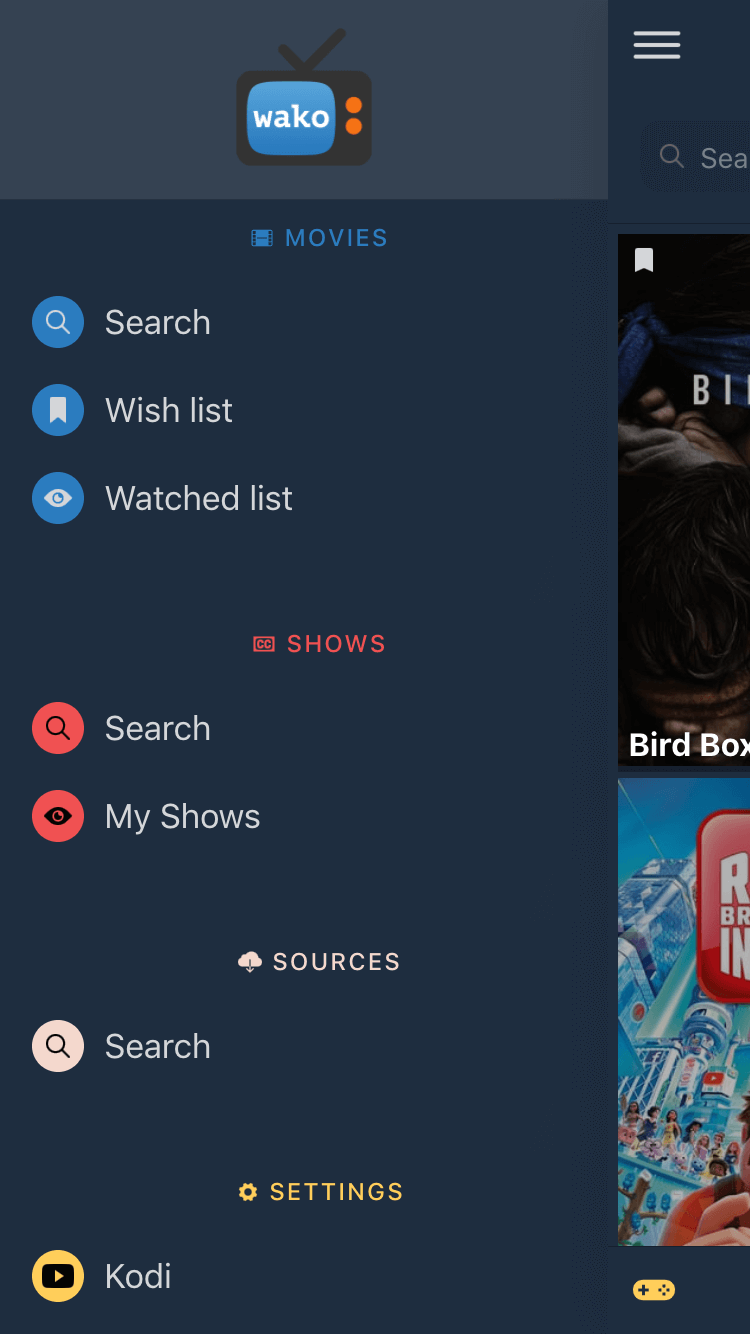 wako
MOVIES
Search
Wish list
Watched list
CC SHOWS
Search
My Shows
SOURCES
Search
SETTINGS
Kodi
Sea
BI
Bird Box
R
BR
IN